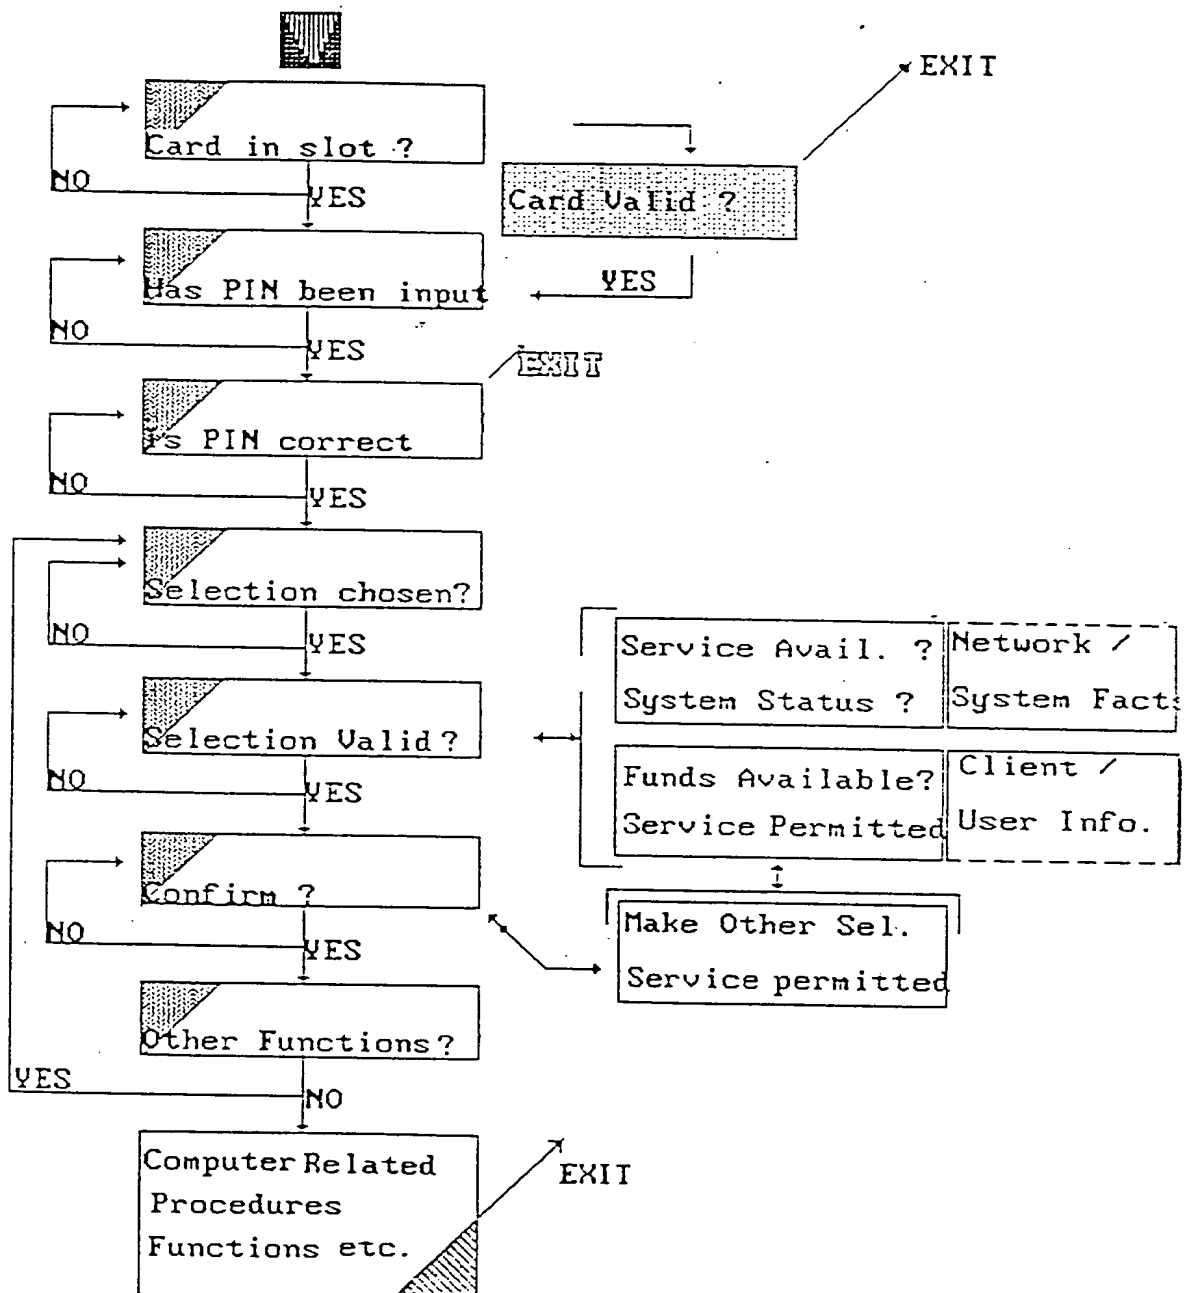 EXIT
Card in slot ?
NO
YES
Card Valid ?
Has PIN been input
YES
NO
YES
EXIT
Is PIN correct
NO
YES
Selection chosen?
NO
YES
Service Avail. ?
System Status ?
Network /
System Facts
Selection Valid?
NO
YES
Funds Available?
Service Permitted
Client /
User Info.
Confirm ?
NO
YES
Make Other Sel.
Service permitted
Other Functions?
YES
NO
Computer Related
Procedures
Functions etc.
EXIT